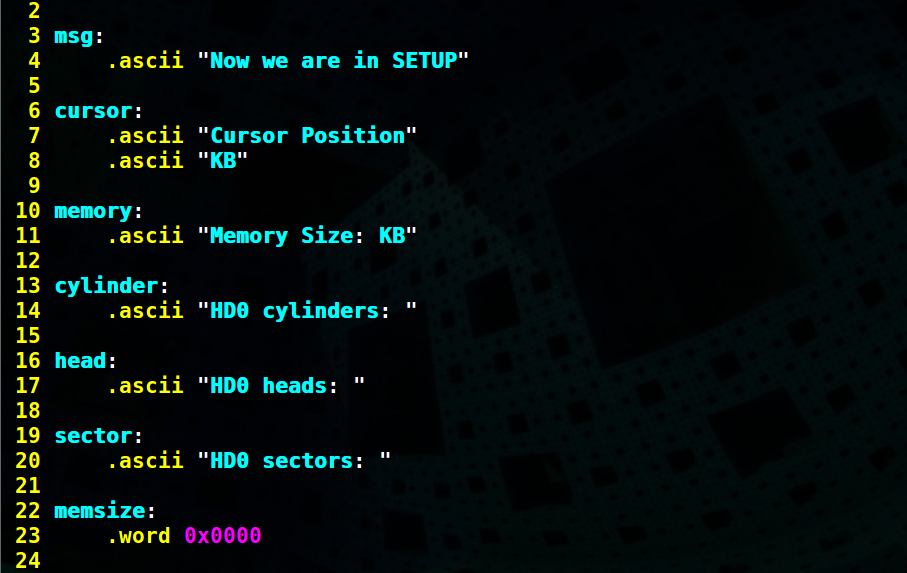 2
3 msg:
4     .ascii "Now we are in SETUP"
5
6 cursor:
7     .ascii "Cursor Position"
8     .ascii "KB"
9
10 memory:
11     .ascii "Memory Size: KB"
12
13 cylinder:
14     .ascii "HD0 cylinders: "
15
16 head:
17     .ascii "HD0 heads: "
18
19 sector:
20     .ascii "HD0 sectors: "
21
22 memsize:
23     .word 0x0000
24